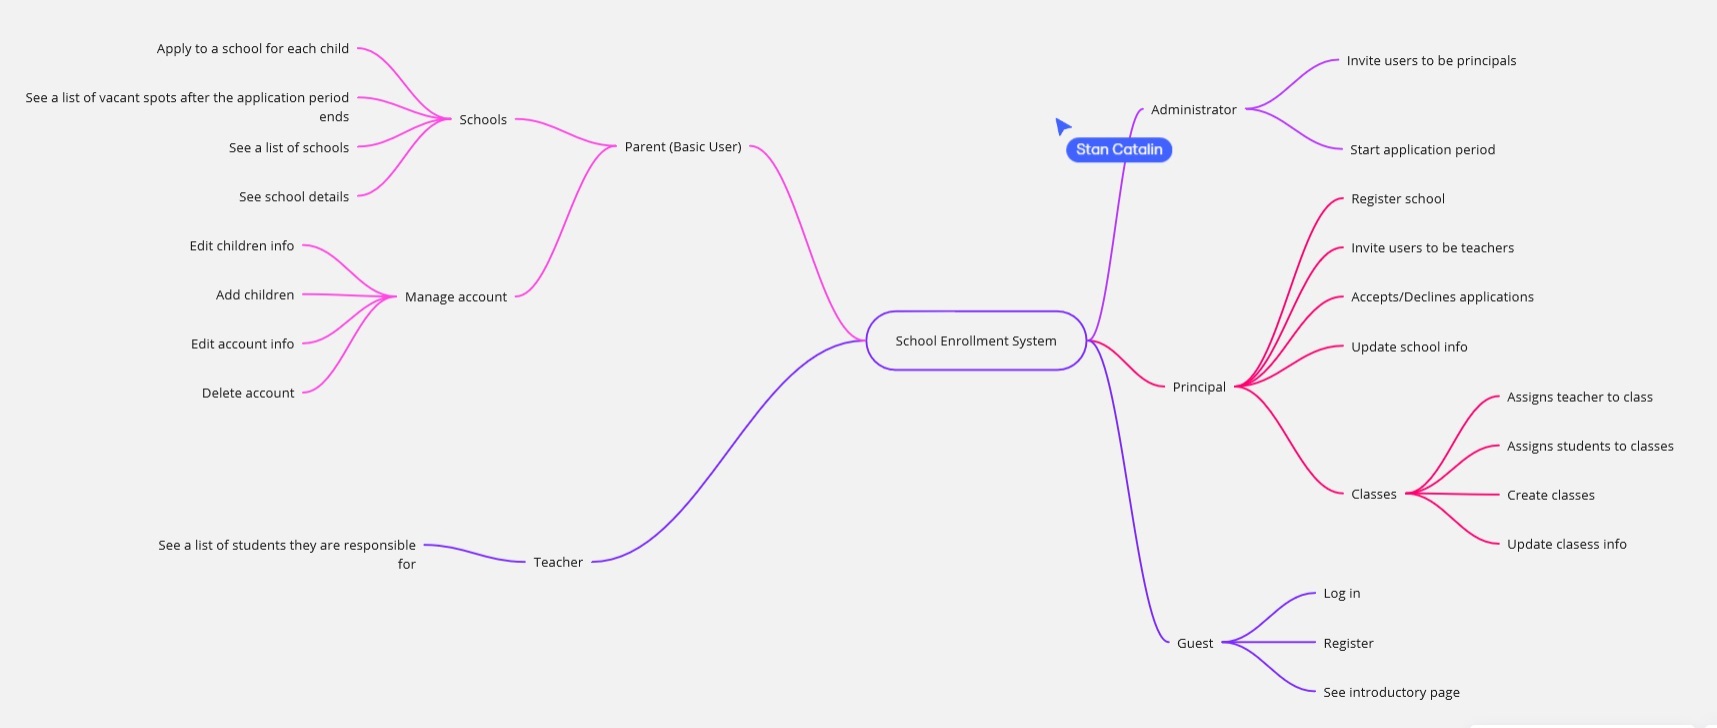 Apply to a school for each child
See a list of vacant spots after the application period
ends
See a list of schools
See school details
Schools
Parent (Basic User)
Edit children info
Add children
Edit account info
Delete account
Manage account
See a list of students they are responsible
for
Teacher
School Enrollment System
Stan Catalin
Administrator
Invite users to be principals
Start application period
Principal
Register school
Invite users to be teachers
Accepts/Declines applications
Update school info
Classes
Assigns teacher to class
Assigns students to classes
Create classes
Update clasess info
Guest
Log in
Register
See introductory page